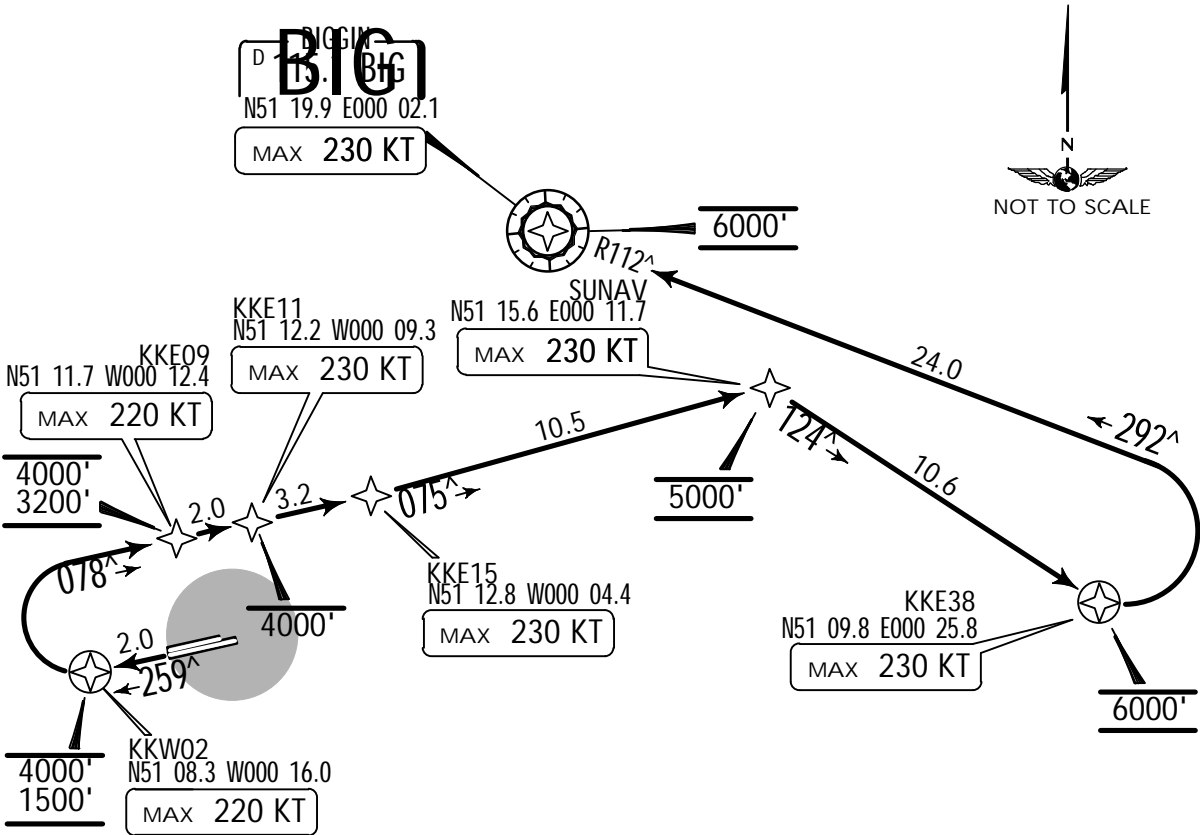 BIGGIN
BIG
D 115.1 BIG
N51 19.9 E000 02.1
MAX 230 KT
N
NOT TO SCALE
6000'
R112^
SUNAV
N51 15.6 E000 11.7
MAX 230 KT
KKE11
N51 12.2 W000 09.3
MAX 230 KT
KKE09
N51 11.7 W000 12.4
MAX 220 KT
24.0
292^
10.5
124^
10.6
4000'
3200'
2.0
3.2
075^
5000'
078^
KKE15
N51 12.8 W000 04.4
MAX 230 KT
4000'
KKE38
N51 09.8 E000 25.8
MAX 230 KT
2.0
259^
6000'
KKW02
N51 08.3 W000 16.0
MAX 220 KT
4000'
1500'